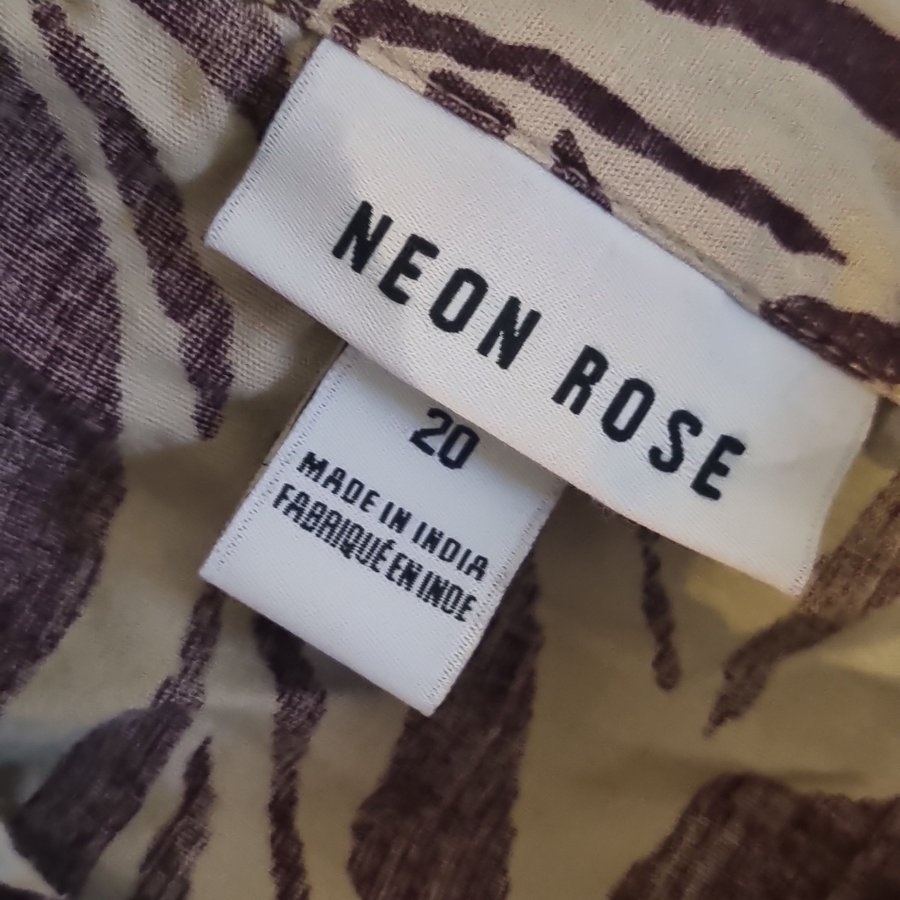 NEON ROSE
20
MADE IN INDIA
FABRIQUÉ EN INDE